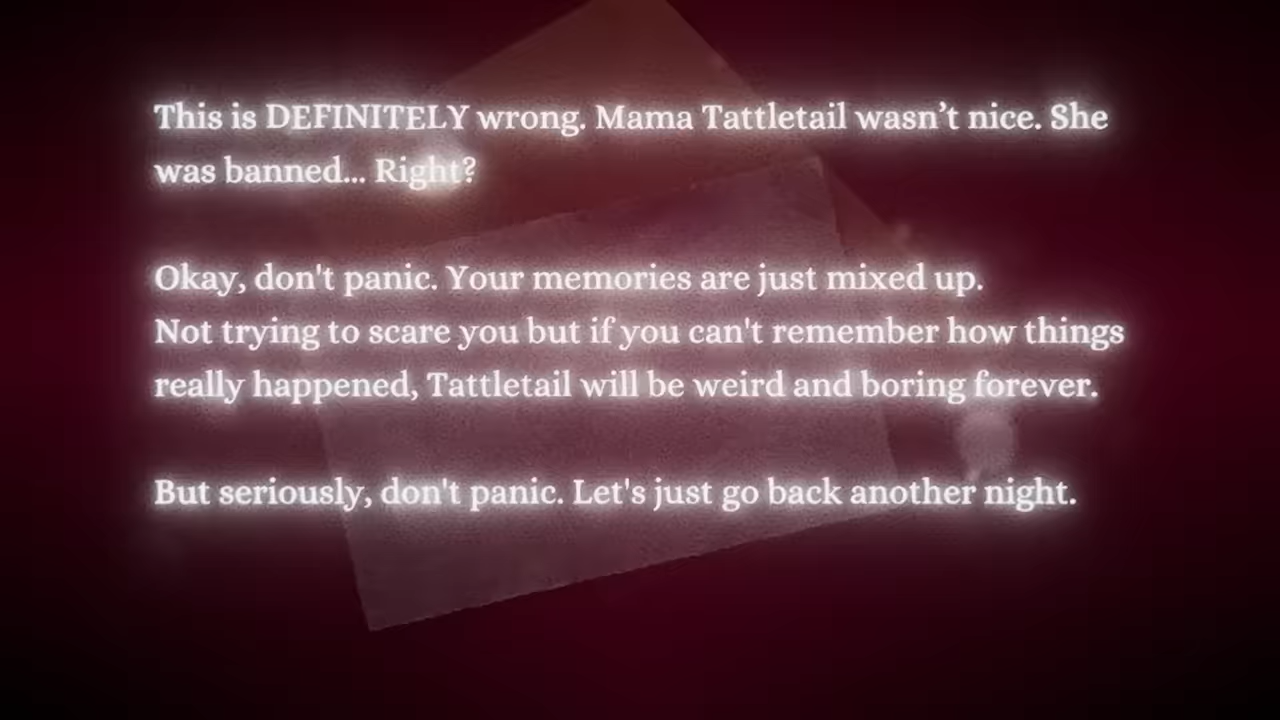 This is DEFINITELY wrong. Mama Tattletail wasn’t nice. She
was banned... Right?
Okay, don't panic. Your memories are just mixed up.
Not trying to scare you but if you can't remember how things
really happened, Tattletail will be weird and boring forever.
But seriously, don't panic. Let's just go back another night.